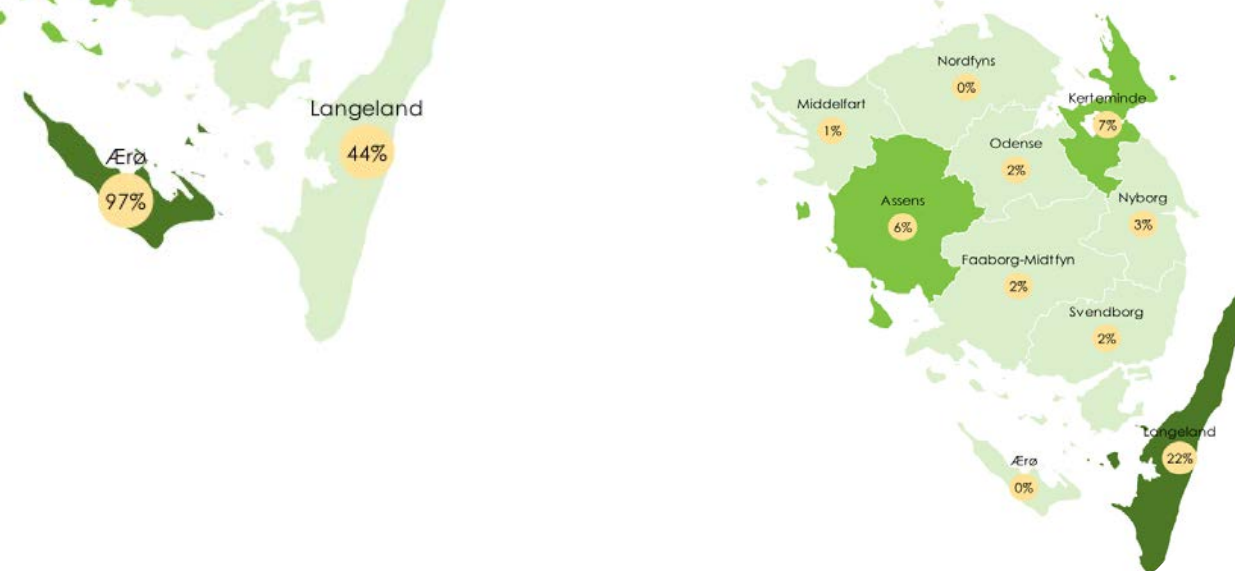 Langeland
44%
Ærø
97%
Nordfyns
0%
Middelfart
1%
Kerteminde
7%
Odense
2%
Assens
6%
Nyborg
3%
Faaborg-Midtfyn
2%
Svendborg
2%
Langeland
22%
Ærø
0%